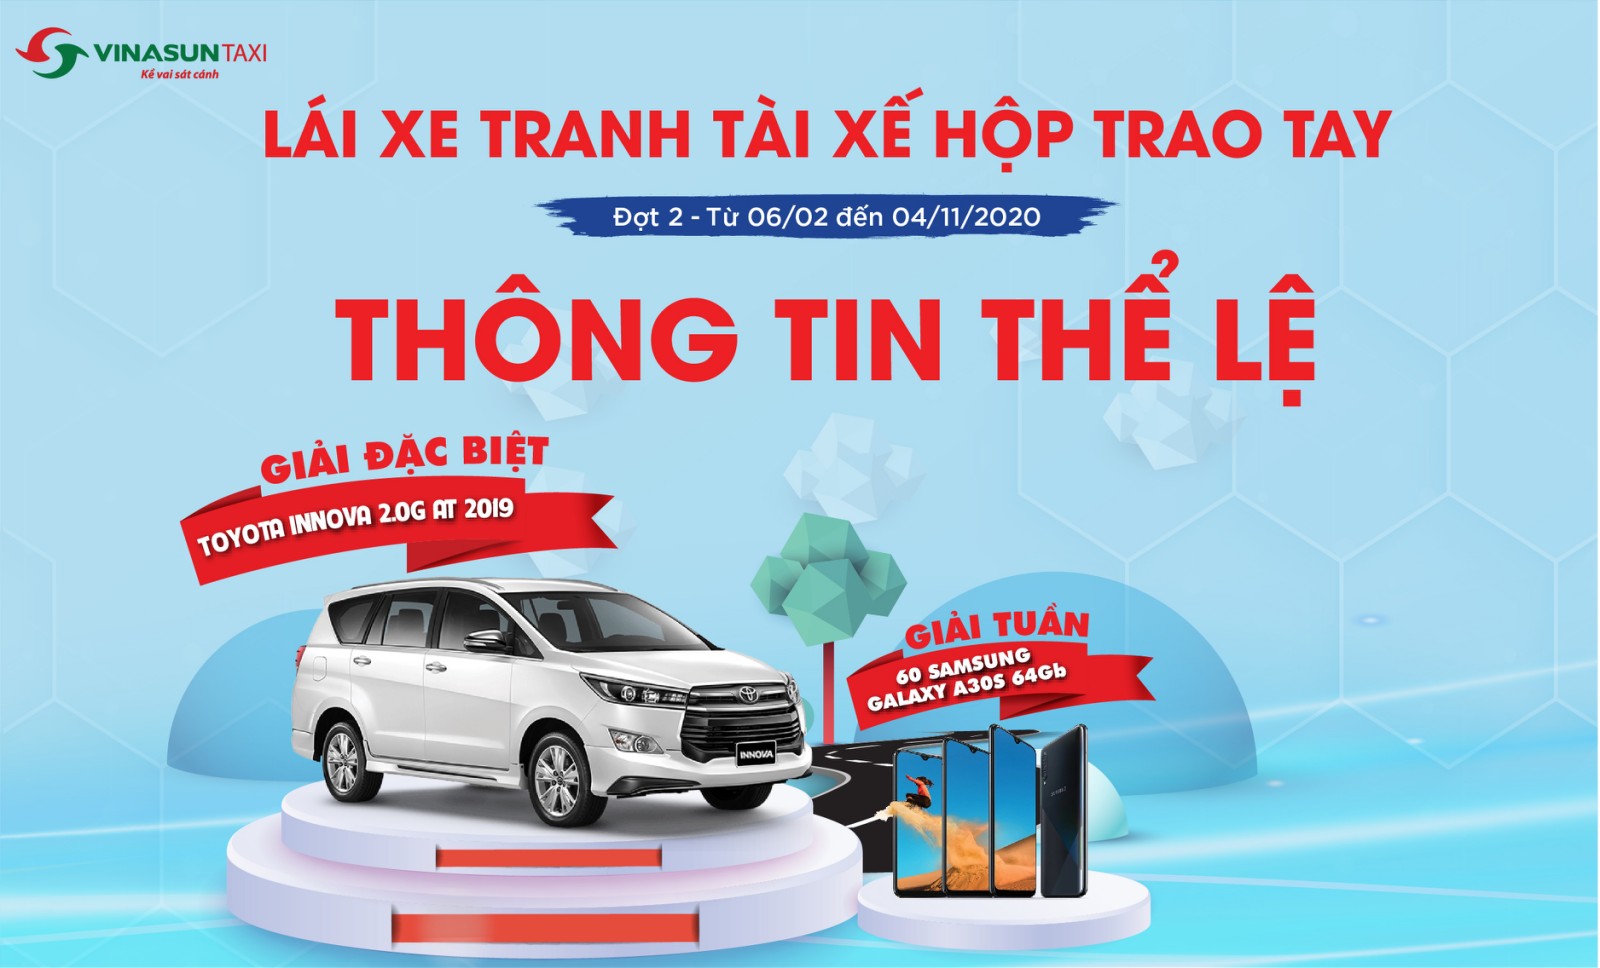 VINASUN TAXI
Kề vai sát cánh
LÁI XE TRANH TÀI XẾ HỘP TRAO TAY
Đợt 2 - Từ 06/02 đến 04/11/2020
THÔNG TIN THỂ LỆ
GIẢI ĐẶC BIỆT
TOYOTA INNOVA 2.0G AT 2019
GIẢI TUẦN
60 SAMSUNG
GALAXY A30S 64Gb
INNOVA